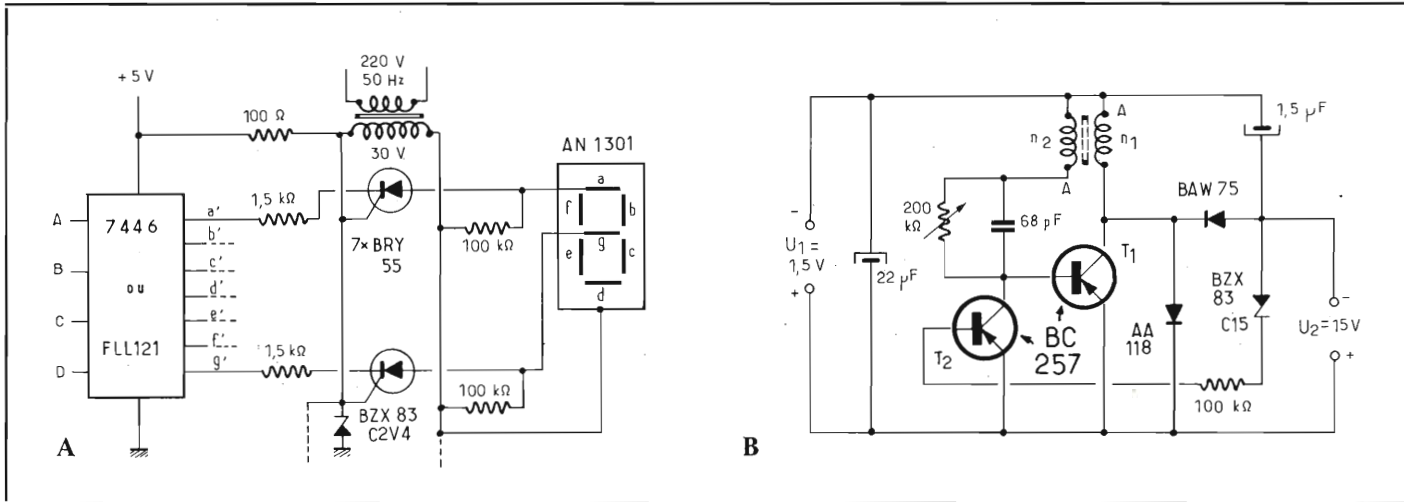 220 V
50 Hz
+ 5 V
100 Ω
30 V
AN 1301
1,5 kΩ
a
f
b
g
e
c
d
100 kΩ
7× BRY
55
A
B
C
D
7446
ou
FLL121
a'
b'
c'
d'
e'
f'
g'
1,5 kΩ
100 kΩ
BZX 83
C2V4
A
A
n2
n1
A
1,5 µF
BAW 75
200
kΩ
68 pF
-
U1 =
1,5 V
+
22 µF
T1
T2
BC
257
AA
118
BZX
83
C15
-
U2 = 15 V
+
100 kΩ
B